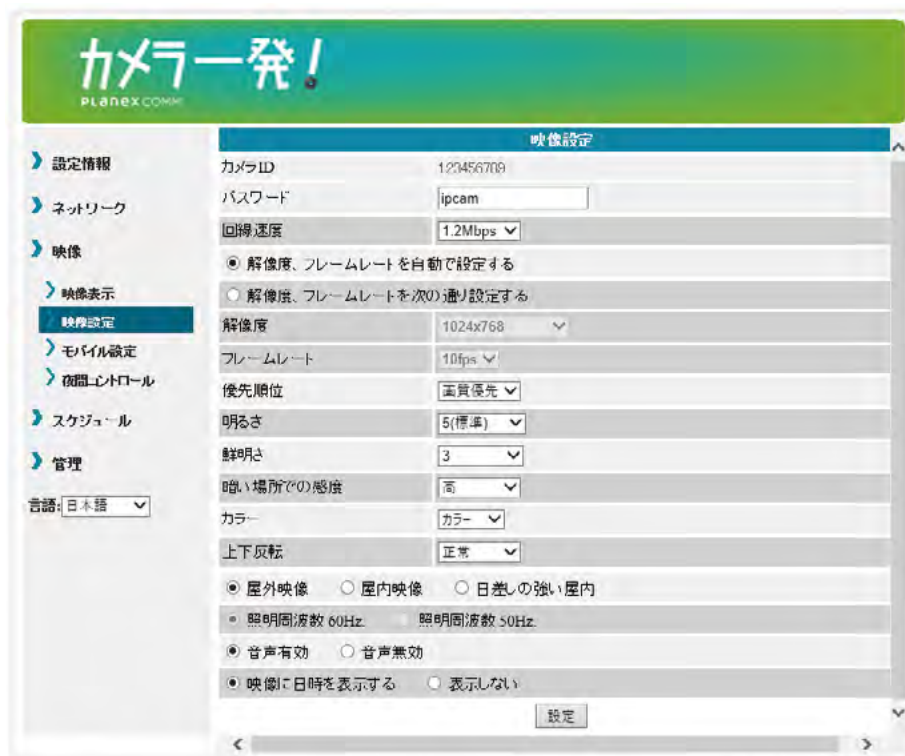 カメラ一発！
PLANEX COMM
設定情報
ネットワーク
映像
映像表示
映像設定
モバイル設定
夜間コントロール
スケジュール
管理
言語: 日本語
映像設定
カメラID 123456789
パスワード ipcam
回線速度 1.2Mbps
解像度、フレームレートを自動で設定する
解像度、フレームレートを次の通り設定する
解像度 1024x768
フレームレート 10fps
優先順位 画質優先
明るさ 5(標準)
鮮明さ 3
暗い場所での感度 高
カラー カラー
上下反転 正常
屋外映像 屋内映像 日差しの強い屋内
照明周波数 60Hz 照明周波数 50Hz
音声有効 音声無効
映像に日時を表示する 表示しない
設定